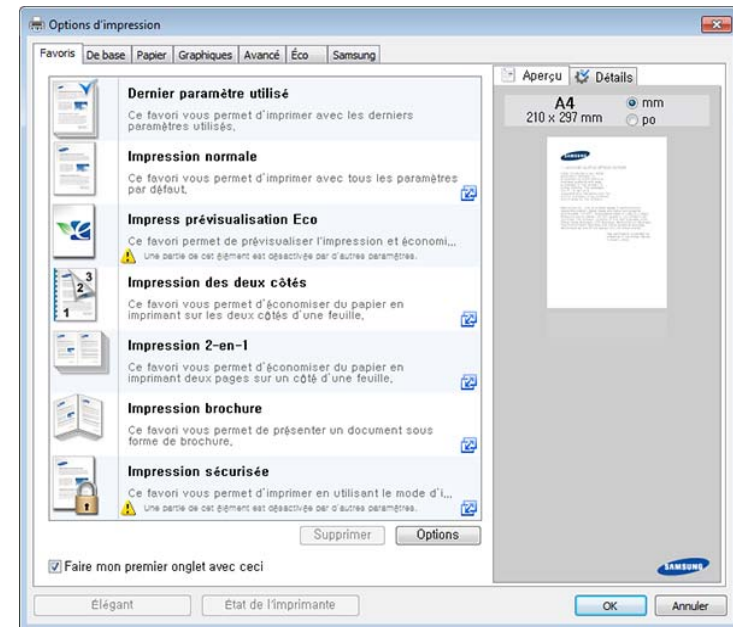 Options d'impression
Favoris De base Papier Graphiques Avancé Éco Samsung
Dernier paramètre utilisé
Ce favori vous permet d'imprimer avec les derniers
paramètres utilisés,
Impression normale
Ce favori vous permet d'imprimer avec tous les paramètres
par défaut,
Impress prévisualisation Eco
Ce favori permet de prévisualiser l'impression et économi...
Une partie de cet élément est désactivée par d'autres paramètres.
Impression des deux côtés
Ce favori vous permet d'économiser du papier en
imprimant sur les deux côtés d'une feuille,
Impression 2-en-1
Ce favori vous permet d'économiser du papier en
imprimant deux pages sur un côté d'une feuille,
Impression brochure
Ce favori vous permet de présenter un document sous
forme de brochure,
Impression sécurisée
Ce favori vous permet d'imprimer en utilisant le mode d'i...
Une partie de cet élément est désactivée par d'autres paramètres.
Supprimer Options
Faire mon premier onglet avec ceci
Élégant État de l'imprimante
Aperçu Détails
A4
210 x 297 mm
mm
po
SAMSUNG
SAMSUNG
OK Annuler
3
2
1